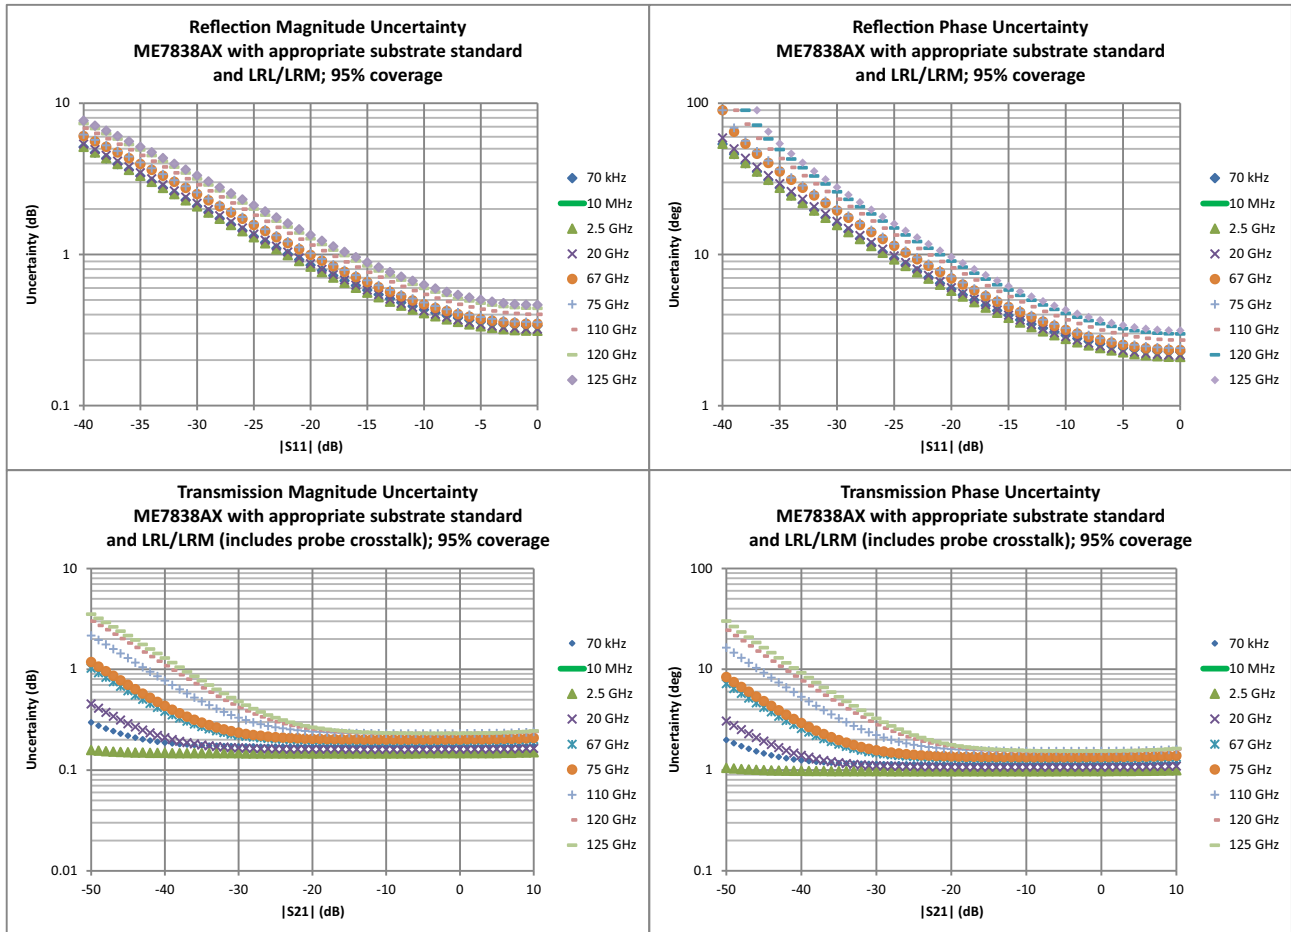 Reflection Magnitude Uncertainty
ME7838AX with appropriate substrate standard
and LRL/LRM; 95% coverage
10
1
0.1
Uncertainty (dB)
-40 -35 -30 -25 -20 -15 -10 -5 0
|S11| (dB)
70 kHz
10 MHz
2.5 GHz
20 GHz
67 GHz
75 GHz
110 GHz
120 GHz
125 GHz
Reflection Phase Uncertainty
ME7838AX with appropriate substrate standard
and LRL/LRM; 95% coverage
100
10
1
Uncertainty (deg)
-40 -35 -30 -25 -20 -15 -10 -5 0
|S11| (dB)
70 kHz
10 MHz
2.5 GHz
20 GHz
67 GHz
75 GHz
110 GHz
120 GHz
125 GHz
Transmission Magnitude Uncertainty
ME7838AX with appropriate substrate standard
and LRL/LRM (includes probe crosstalk); 95% coverage
10
1
0.1
0.01
Uncertainty (dB)
-50 -40 -30 -20 -10 0 10
|S21| (dB)
70 kHz
10 MHz
2.5 GHz
20 GHz
67 GHz
75 GHz
110 GHz
120 GHz
125 GHz
Transmission Phase Uncertainty
ME7838AX with appropriate substrate standard
and LRL/LRM (includes probe crosstalk); 95% coverage
100
10
1
0.1
Uncertainty (deg)
-50 -40 -30 -20 -10 0 10
|S21| (dB)
70 kHz
10 MHz
2.5 GHz
20 GHz
67 GHz
75 GHz
110 GHz
120 GHz
125 GHz